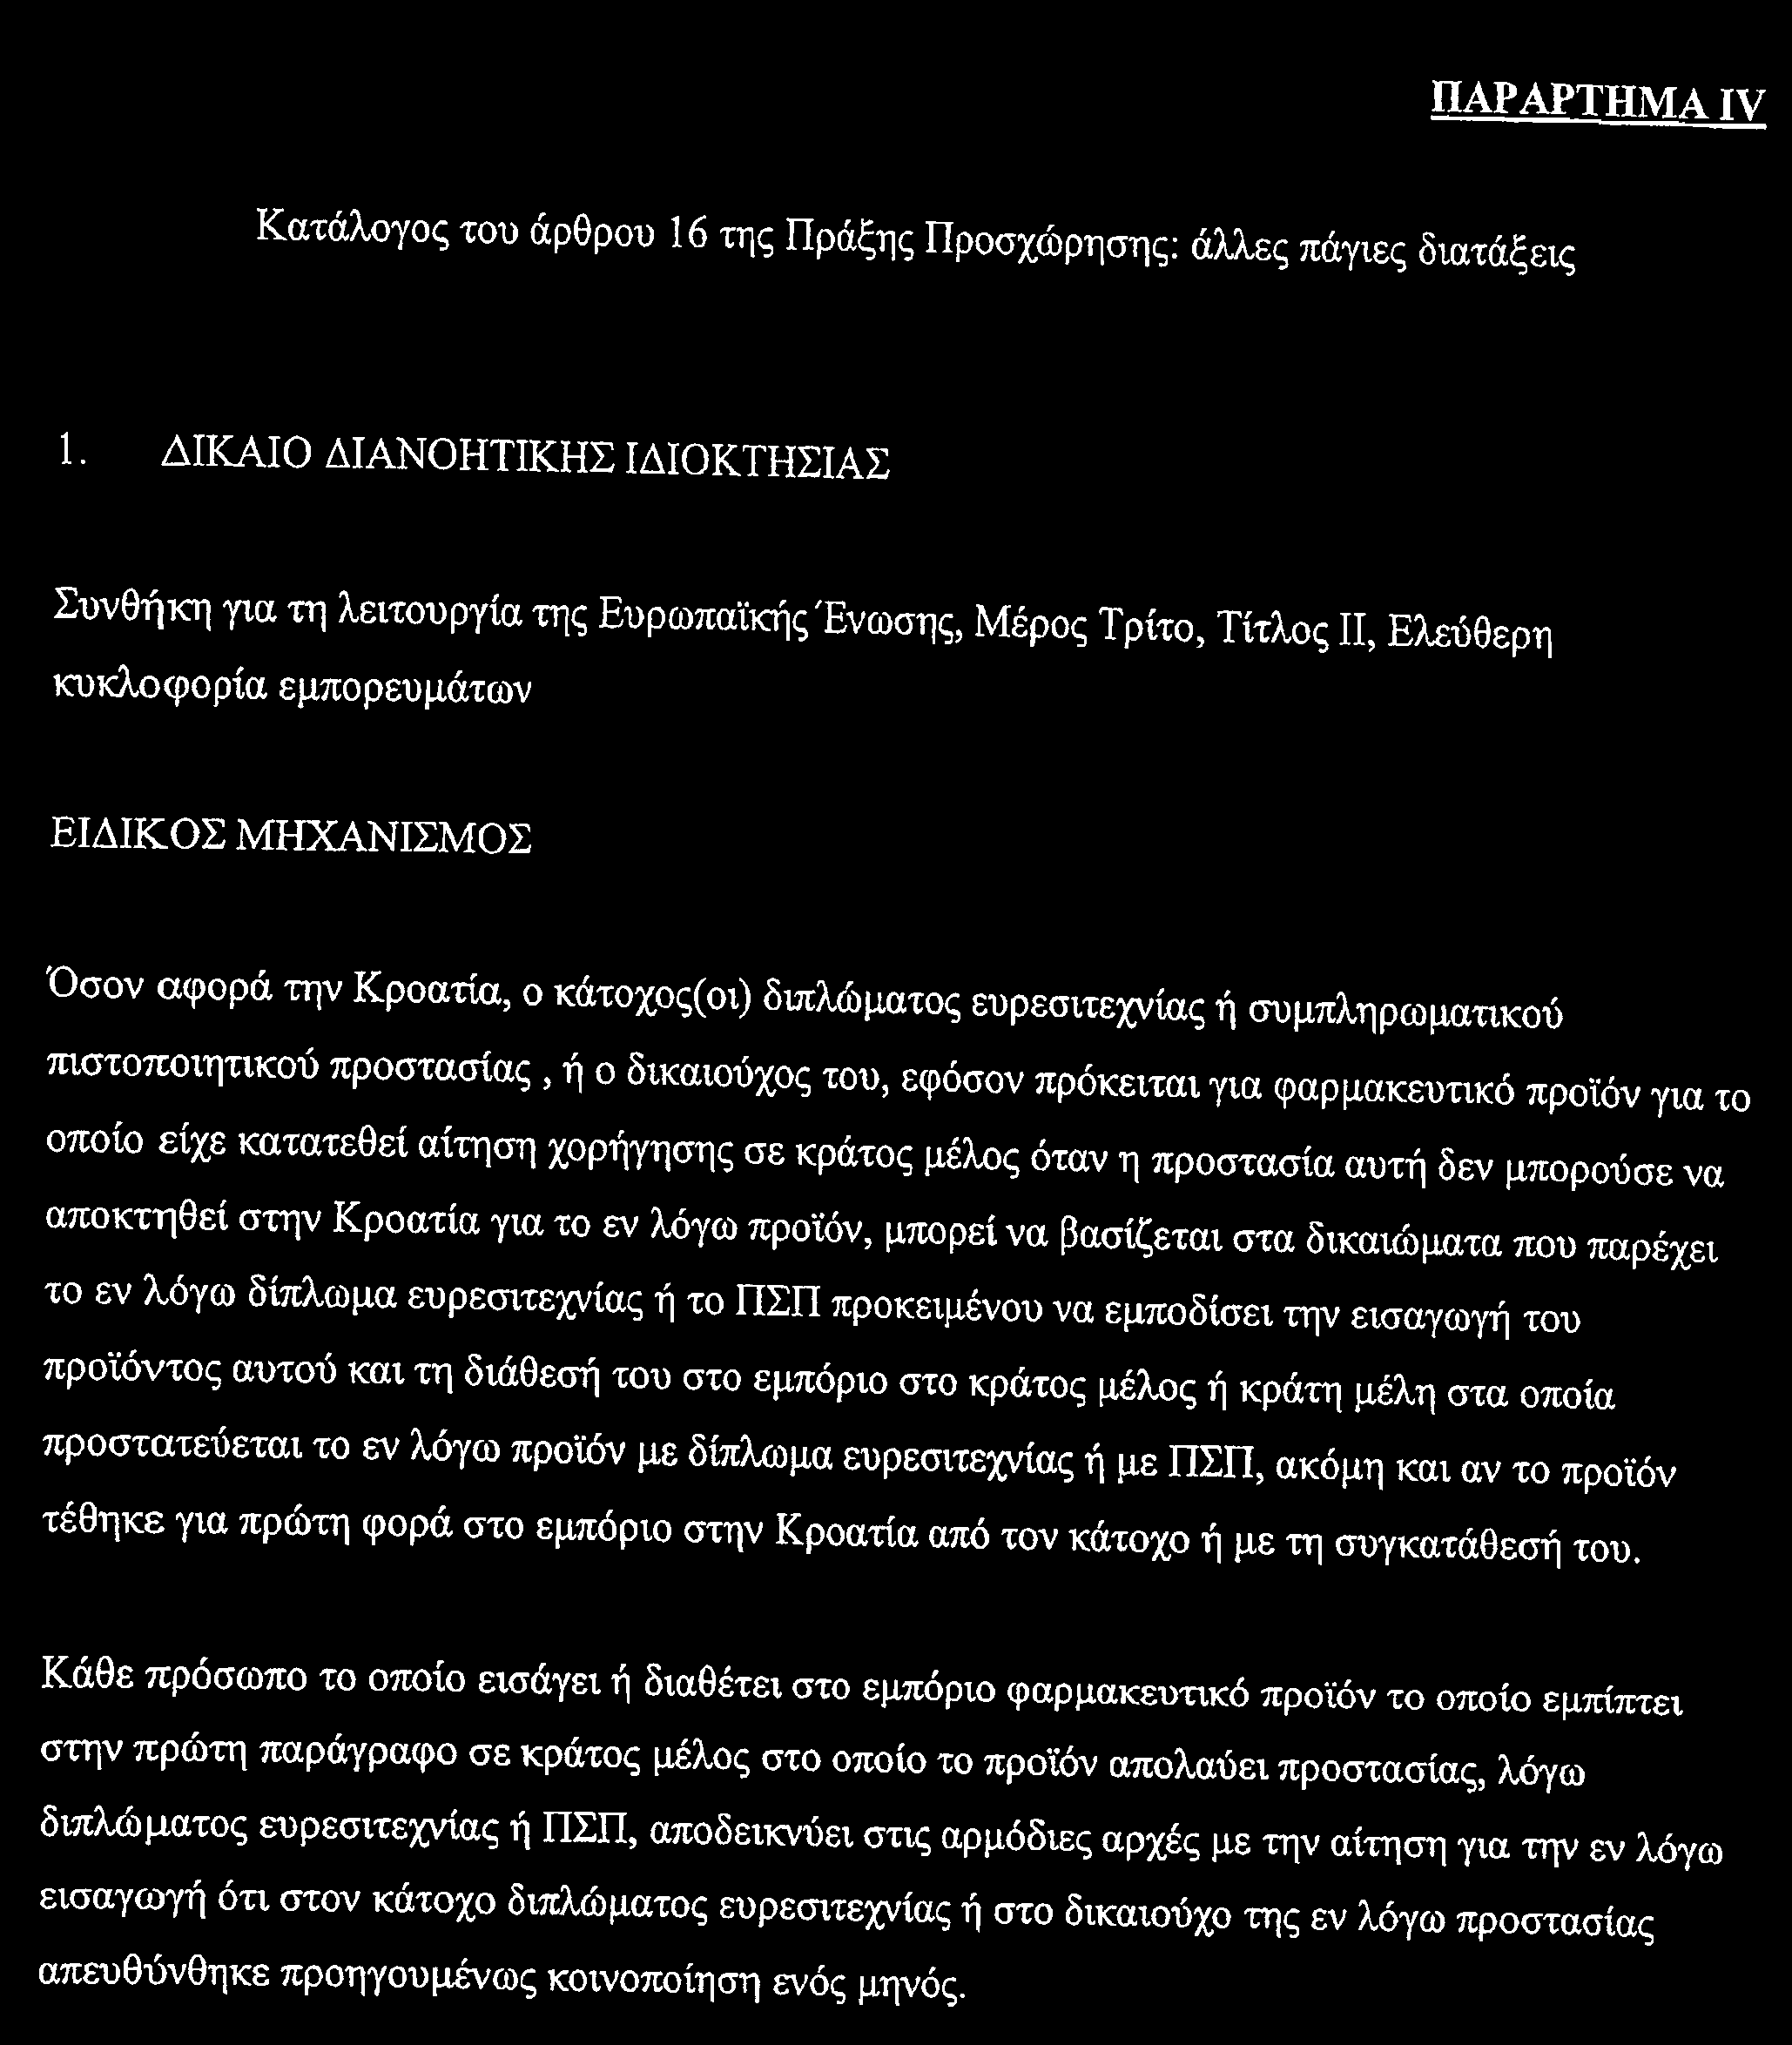 ΠΑΡΑΡΤΗΜΑ IV
Κατάλογος του άρθρου 16 της Πράξης Προσχώρησης: άλλες πάγιες διατάξεις
1. ΔΙΚΑΙΟ ΔΙΑΝΟΗΤΙΚΗΣ ΙΔΙΟΚΤΗΣΙΑΣ
Συνθήκη για τη λειτουργία της Ευρωπαϊκής Ένωσης, Μέρος Τρίτο, Τίτλος ΙΙ, Ελεύθερη
κυκλοφορία εμπορευμάτων
ΕΙΔΙΚΟΣ ΜΗΧΑΝΙΣΜΟΣ
Όσον αφορά την Κροατία, ο κάτοχος(οι) διπλώματος ευρεσιτεχνίας ή συμπληρωματικού
πιστοποιητικού προστασίας , ή ο δικαιούχος του, εφόσον πρόκειται για φαρμακευτικό προϊόν για το
οποίο είχε κατατεθεί αίτηση χορήγησης σε κράτος μέλος όταν η προστασία αυτή δεν μπορούσε να
αποκτηθεί στην Κροατία για το εν λόγω προϊόν, μπορεί να βασίζεται στα δικαιώματα που παρέχει
το εν λόγω δίπλωμα ευρεσιτεχνίας ή το ΠΣΠ προκειμένου να εμποδίσει την εισαγωγή του
προϊόντος αυτού και τη διάθεσή του στο εμπόριο στο κράτος μέλος ή κράτη μέλη στα οποία
προστατεύεται το εν λόγω προϊόν με δίπλωμα ευρεσιτεχνίας ή με ΠΣΠ, ακόμη και αν το προϊόν
τέθηκε για πρώτη φορά στο εμπόριο στην Κροατία από τον κάτοχο ή με τη συγκατάθεσή του.
Κάθε πρόσωπο το οποίο εισάγει ή διαθέτει στο εμπόριο φαρμακευτικό προϊόν το οποίο εμπίπτει
στην πρώτη παράγραφο σε κράτος μέλος στο οποίο το προϊόν απολαύει προστασίας, λόγω
διπλώματος ευρεσιτεχνίας ή ΠΣΠ, αποδεικνύει στις αρμόδιες αρχές με την αίτηση για την εν λόγω
εισαγωγή ότι στον κάτοχο διπλώματος ευρεσιτεχνίας ή στο δικαιούχο της εν λόγω προστασίας
απευθύνθηκε προηγουμένως κοινοποίηση ενός μηνός.